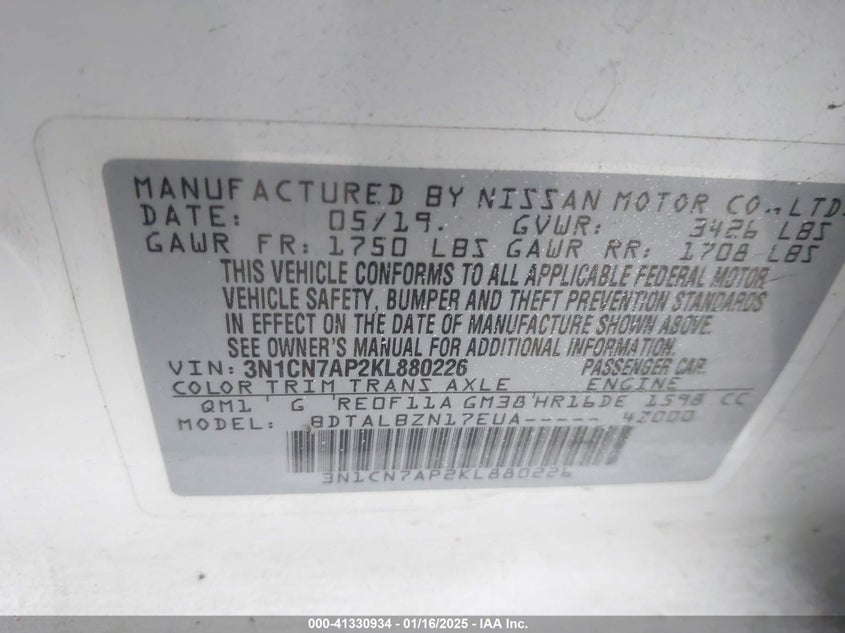 MANUFACTURED BY NISSAN MOTOR CO.,LTD.
DATE: 05/19. GVWR: 3426 LBS
GAWR FR: 1750 LBS GAWR RR: 1708 LBS
THIS VEHICLE CONFORMS TO ALL APPLICABLE FEDERAL MOTOR
VEHICLE SAFETY, BUMPER AND THEFT PREVENTION STANDARDS
IN EFFECT ON THE DATE OF MANUFACTURE SHOWN ABOVE.
SEE OWNER'S MANUAL FOR ADDITIONAL INFORMATION.
VIN: 3N1CN7AP2KL880226 PASSENGER CAR
COLOR TRIM TRANS AXLE ENGINE
QM1 G RE0F11A GM38 HR16DE 1598 CC
MODEL: BDTALBZN17EUA----- 4Z000
3N1CN7AP2KL880226
000-41330934 - 01/16/2025 - IAA Inc.